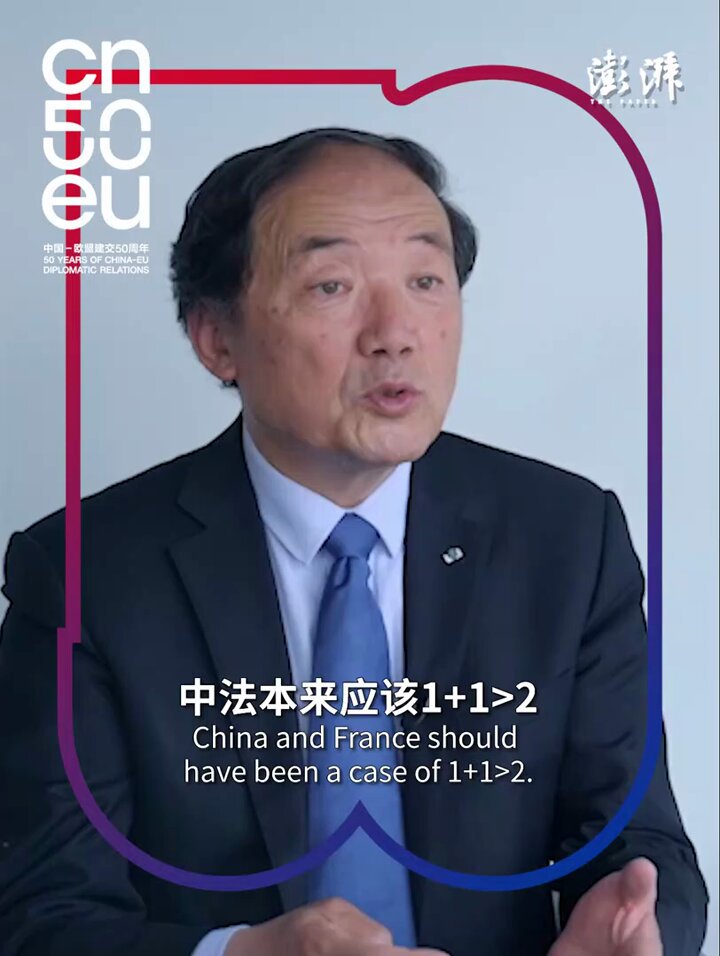 cn
50
eu
中国－欧盟建交50周年
50 YEARS OF CHINA-EU
DIPLOMATIC RELATIONS
澎湃
THE PAPER
中法本来应该1+1>2
China and France should
have been a case of 1+1>2.